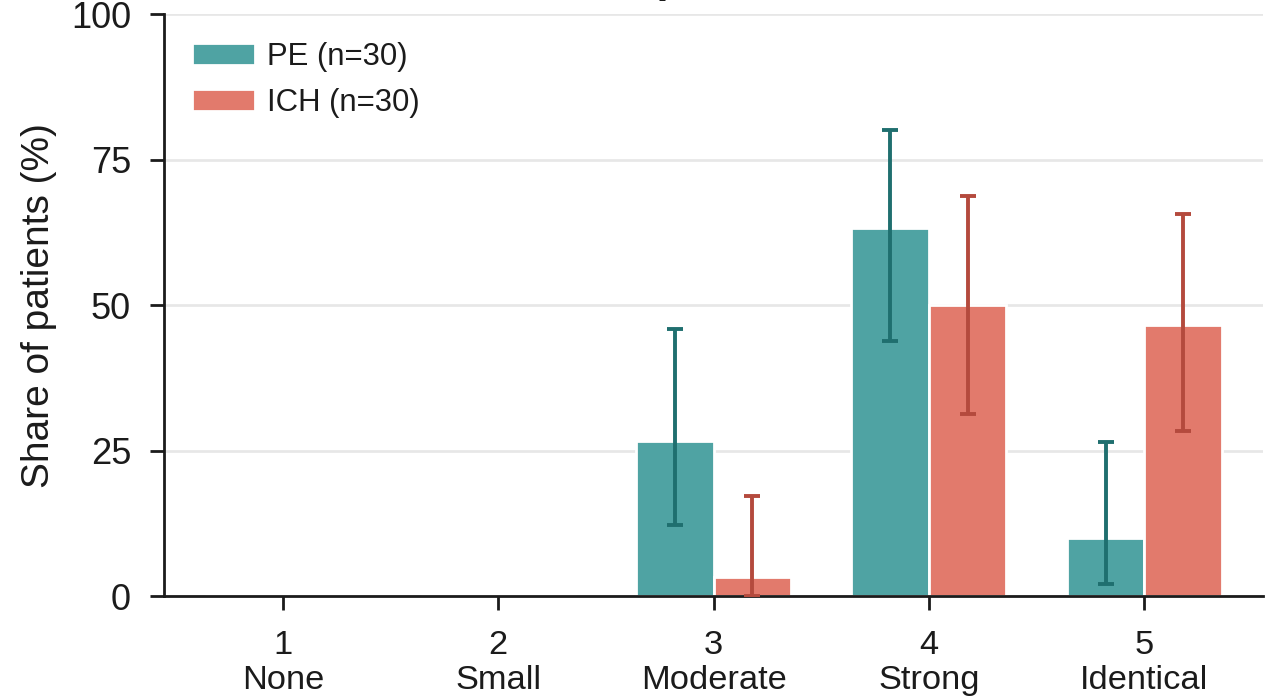 100
75
50
25
0
Share of patients (%)
PE (n=30)
ICH (n=30)
1
None
2
Small
3
Moderate
4
Strong
5
Identical